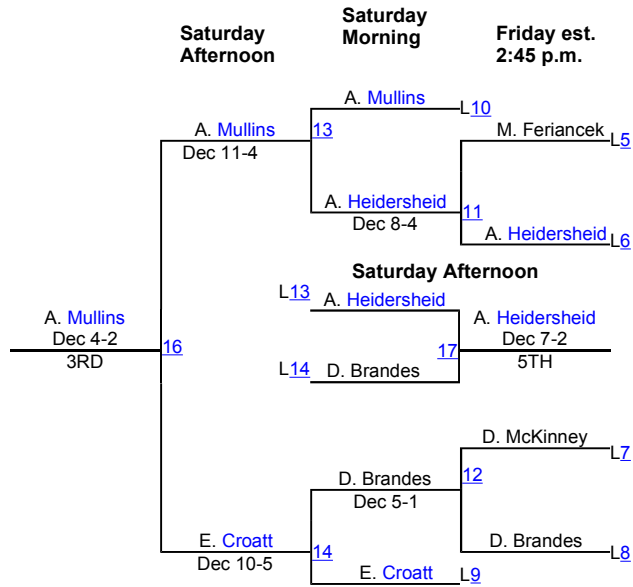 Saturday
Afternoon
Saturday
Morning
Friday est.
2:45 p.m.
A. Mullins
L10
A. Mullins
13
M. Feriancek
L5
Dec 11-4
A. Heidersheid
11
Dec 8-4
A. Heidersheid L6
Saturday Afternoon
L13
A. Heidersheid
A. Mullins
A. Heidersheid
Dec 4-2
16
17
Dec 7-2
3RD
5TH
L14
D. Brandes
D. McKinney
L7
D. Brandes
12
Dec 5-1
E. Croatt
14
D. Brandes
L8
Dec 10-5
E. Croatt
L9